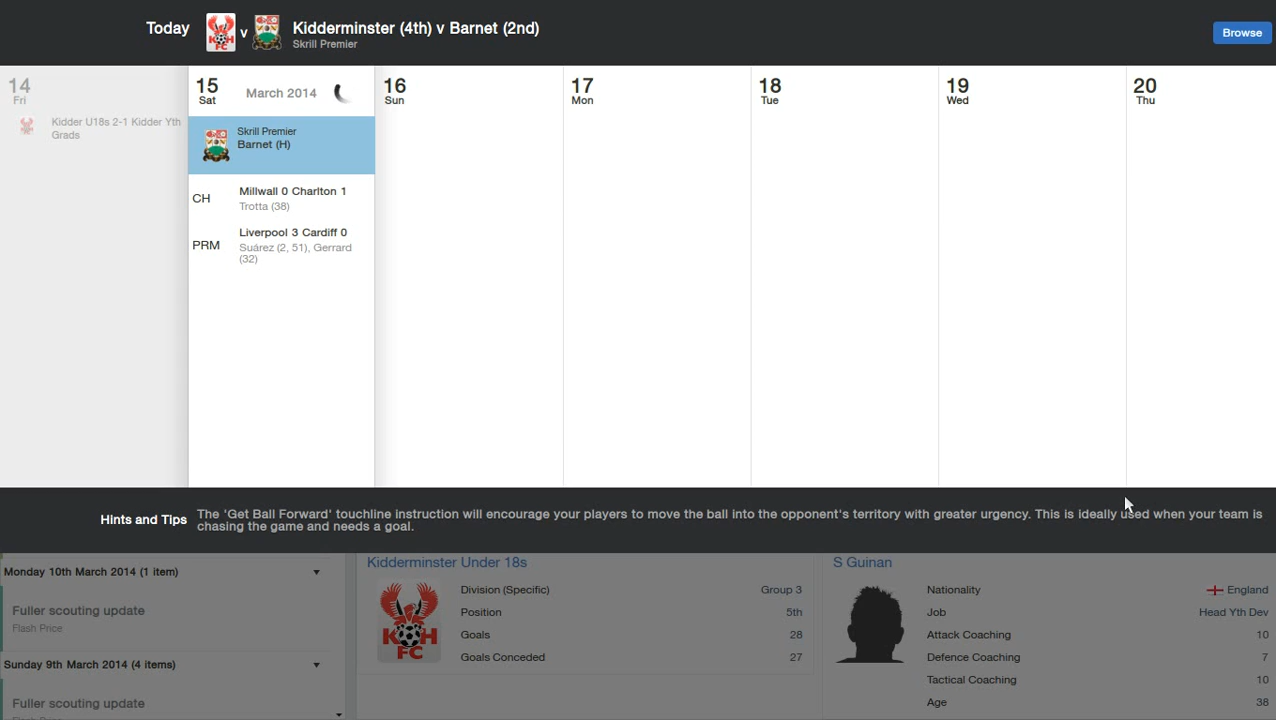 Today
v
Kidderminster (4th) v Barnet (2nd)
Skrill Premier
Browse
14
Fri
Kidder U18s 2-1 Kidder Yth
Grads
15
Sat
March 2014
Skrill Premier
Barnet (H)
CH
Millwall 0 Charlton 1
Trotta (38)
PRM
Liverpool 3 Cardiff 0
Suárez (2, 51), Gerrard
(32)
16
Sun
17
Mon
18
Tue
19
Wed
20
Thu
Hints and Tips
The 'Get Ball Forward' touchline instruction will encourage your players to move the ball into the opponent's territory with greater urgency. This is ideally used when your team is
chasing the game and needs a goal.
Monday 10th March 2014 (1 item)
Fuller scouting update
Flash Price
Sunday 9th March 2014 (4 items)
Fuller scouting update
Flash Price
Kidderminster Under 18s
KH
FC
Division (Specific) Group 3
Position 5th
Goals 28
Goals Conceded 27
S Guinan
Nationality England
Job Head Yth Dev
Attack Coaching 10
Defence Coaching 7
Tactical Coaching 10
Age 38